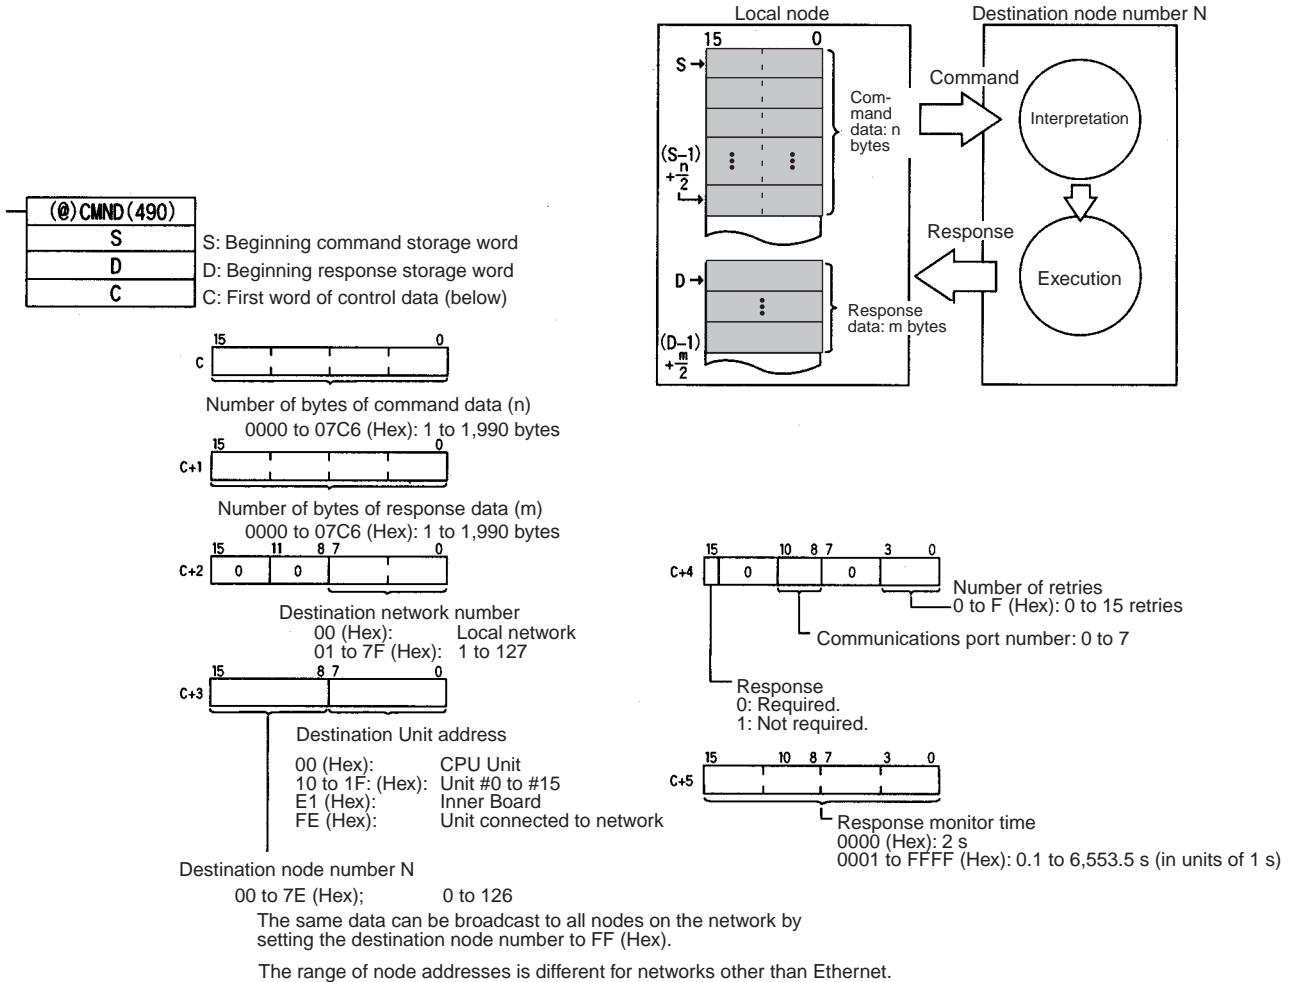 Local node
Destination node number N
15 0
S→
Command
Com-
mand
data: n
bytes
Interpretation
(S–1)
+n/2
(@)CMND(490)
S
S: Beginning command storage word
D
D: Beginning response storage word
C
C: First word of control data (below)
Response
D→
Execution
Response
data: m bytes
(D–1)
+m/2
15 0
C
Number of bytes of command data (n)
0000 to 07C6 (Hex): 1 to 1,990 bytes
15 0
C+1
Number of bytes of response data (m)
0000 to 07C6 (Hex): 1 to 1,990 bytes
15 11 8 7 0
C+2 0 0
Destination network number
00 (Hex): Local network
01 to 7F (Hex): 1 to 127
15 8 7 0
C+3
Destination Unit address
00 (Hex): CPU Unit
10 to 1F: (Hex): Unit #0 to #15
E1 (Hex): Inner Board
FE (Hex): Unit connected to network
Destination node number N
00 to 7E (Hex); 0 to 126
The same data can be broadcast to all nodes on the network by
setting the destination node number to FF (Hex).
The range of node addresses is different for networks other than Ethernet.
15 10 8 7 3 0
C+4 0 0
Number of retries
0 to F (Hex): 0 to 15 retries
Communications port number: 0 to 7
Response
0: Required.
1: Not required.
15 10 8 7 3 0
C+5
Response monitor time
0000 (Hex): 2 s
0001 to FFFF (Hex): 0.1 to 6,553.5 s (in units of 1 s)